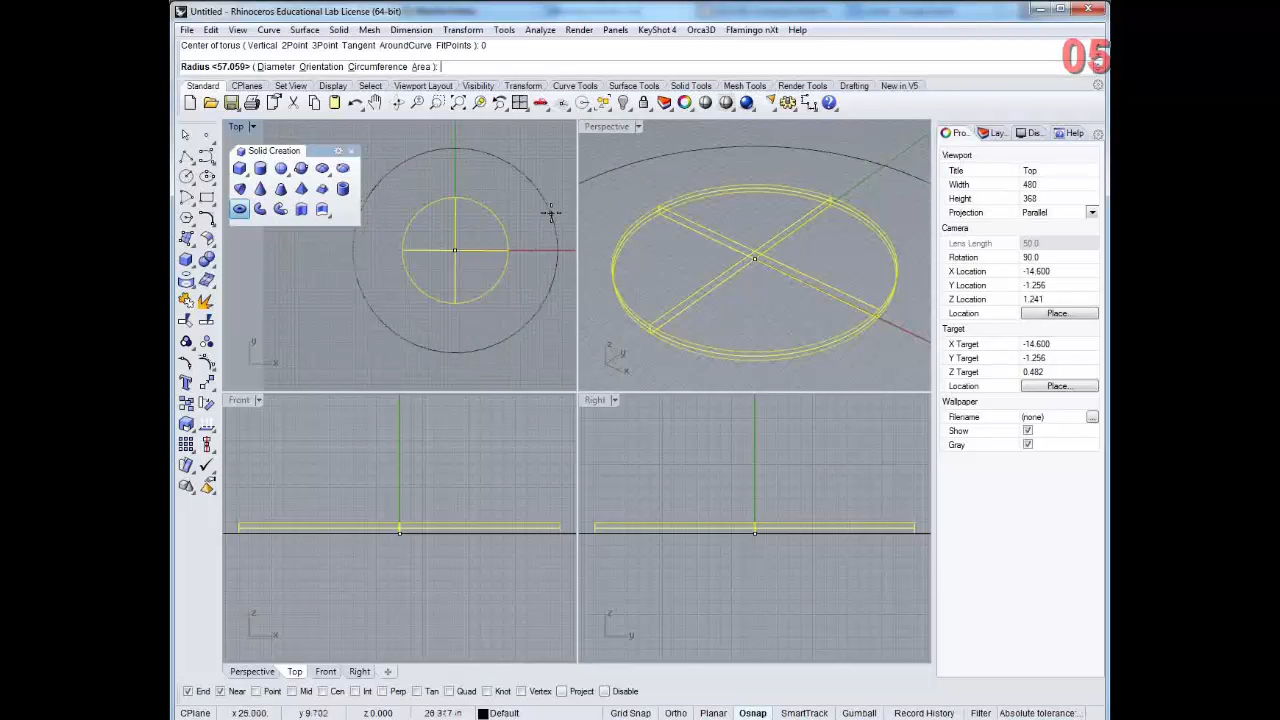 Untitled - Rhinoceros Educational Lab License (64-bit)
File Edit View Curve Surface Solid Mesh Dimension Transform Tools Analyze Render Panels KeyShot 4 Orca3D Flamingo nXt Help
Center of torus ( Vertical 2Point 3Point Tangent AroundCurve FitPoints ): 0
Radius <57.059> ( Diameter Orientation Circumference Area ):
05
Standard CPlanes Set View Display Select Viewport Layout Visibility Transform Curve Tools Surface Tools Solid Tools Mesh Tools Render Tools Drafting New in V5
Top
Perspective
Pro... Lay... Dis... Help
Solid Creation
Viewport
Title Top
Width 480
Height 368
Projection Parallel
Camera
Lens Length 50.0
Rotation 90.0
X Location -14.600
Y Location -1.256
Z Location 1.241
Location Place...
Target
X Target -14.600
Y Target -1.256
Z Target 0.482
Location Place...
Wallpaper
Filename (none) ...
Show
Gray
y
x
z
y
x
Front
Right
z
x
z
y
Perspective Top Front Right
End Near Point Mid Cen Int Perp Tan Quad Knot Vertex Project Disable
CPlane x 25.000 y 9.702 z 0.000 Default Grid Snap Ortho Planar Osnap SmartTrack Gumball Record History Filter Absolute tolerance:...